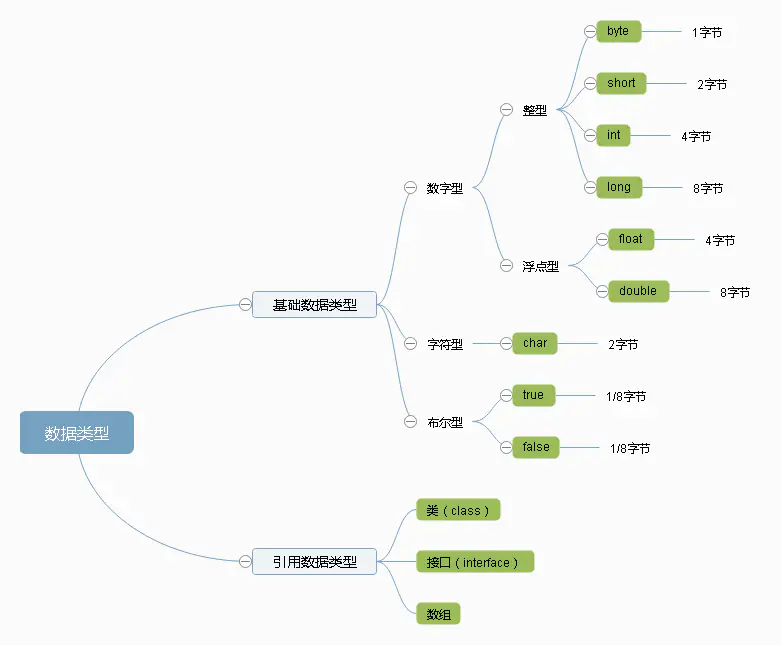 数据类型
基础数据类型
数字型
整型
byte
1字节
short
2字节
int
4字节
long
8字节
浮点型
float
4字节
double
8字节
字符型
char
2字节
布尔型
true
1/8字节
false
1/8字节
引用数据类型
类（class）
接口（interface）
数组